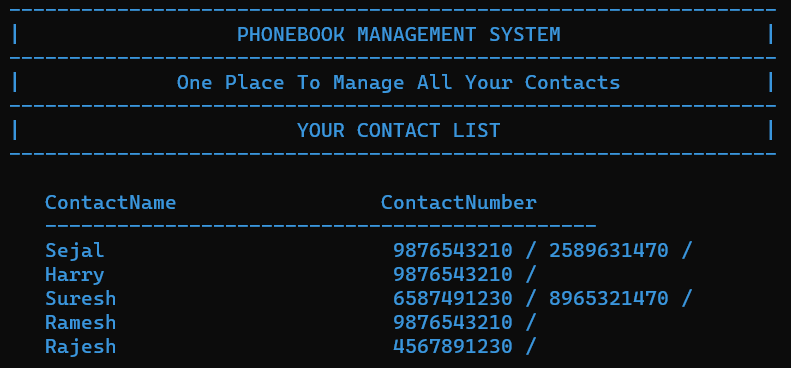 PHONEBOOK MANAGEMENT SYSTEM
One Place To Manage All Your Contacts
YOUR CONTACT LIST
ContactName ContactNumber
Sejal 9876543210 / 2589631470 /
Harry 9876543210 /
Suresh 6587491230 / 8965321470 /
Ramesh 9876543210 /
Rajesh 4567891230 /